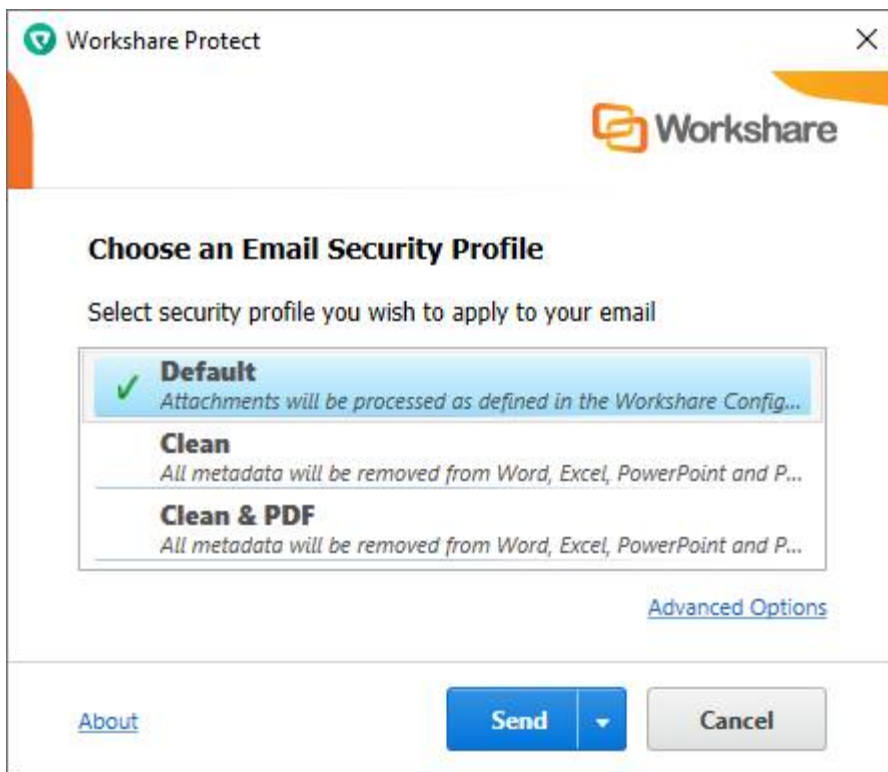 Workshare Protect
Workshare
Choose an Email Security Profile
Select security profile you wish to apply to your email
Default
Attachments will be processed as defined in the Workshare Config...
Clean
All metadata will be removed from Word, Excel, PowerPoint and P...
Clean & PDF
All metadata will be removed from Word, Excel, PowerPoint and P...
Advanced Options
About
Send
Cancel